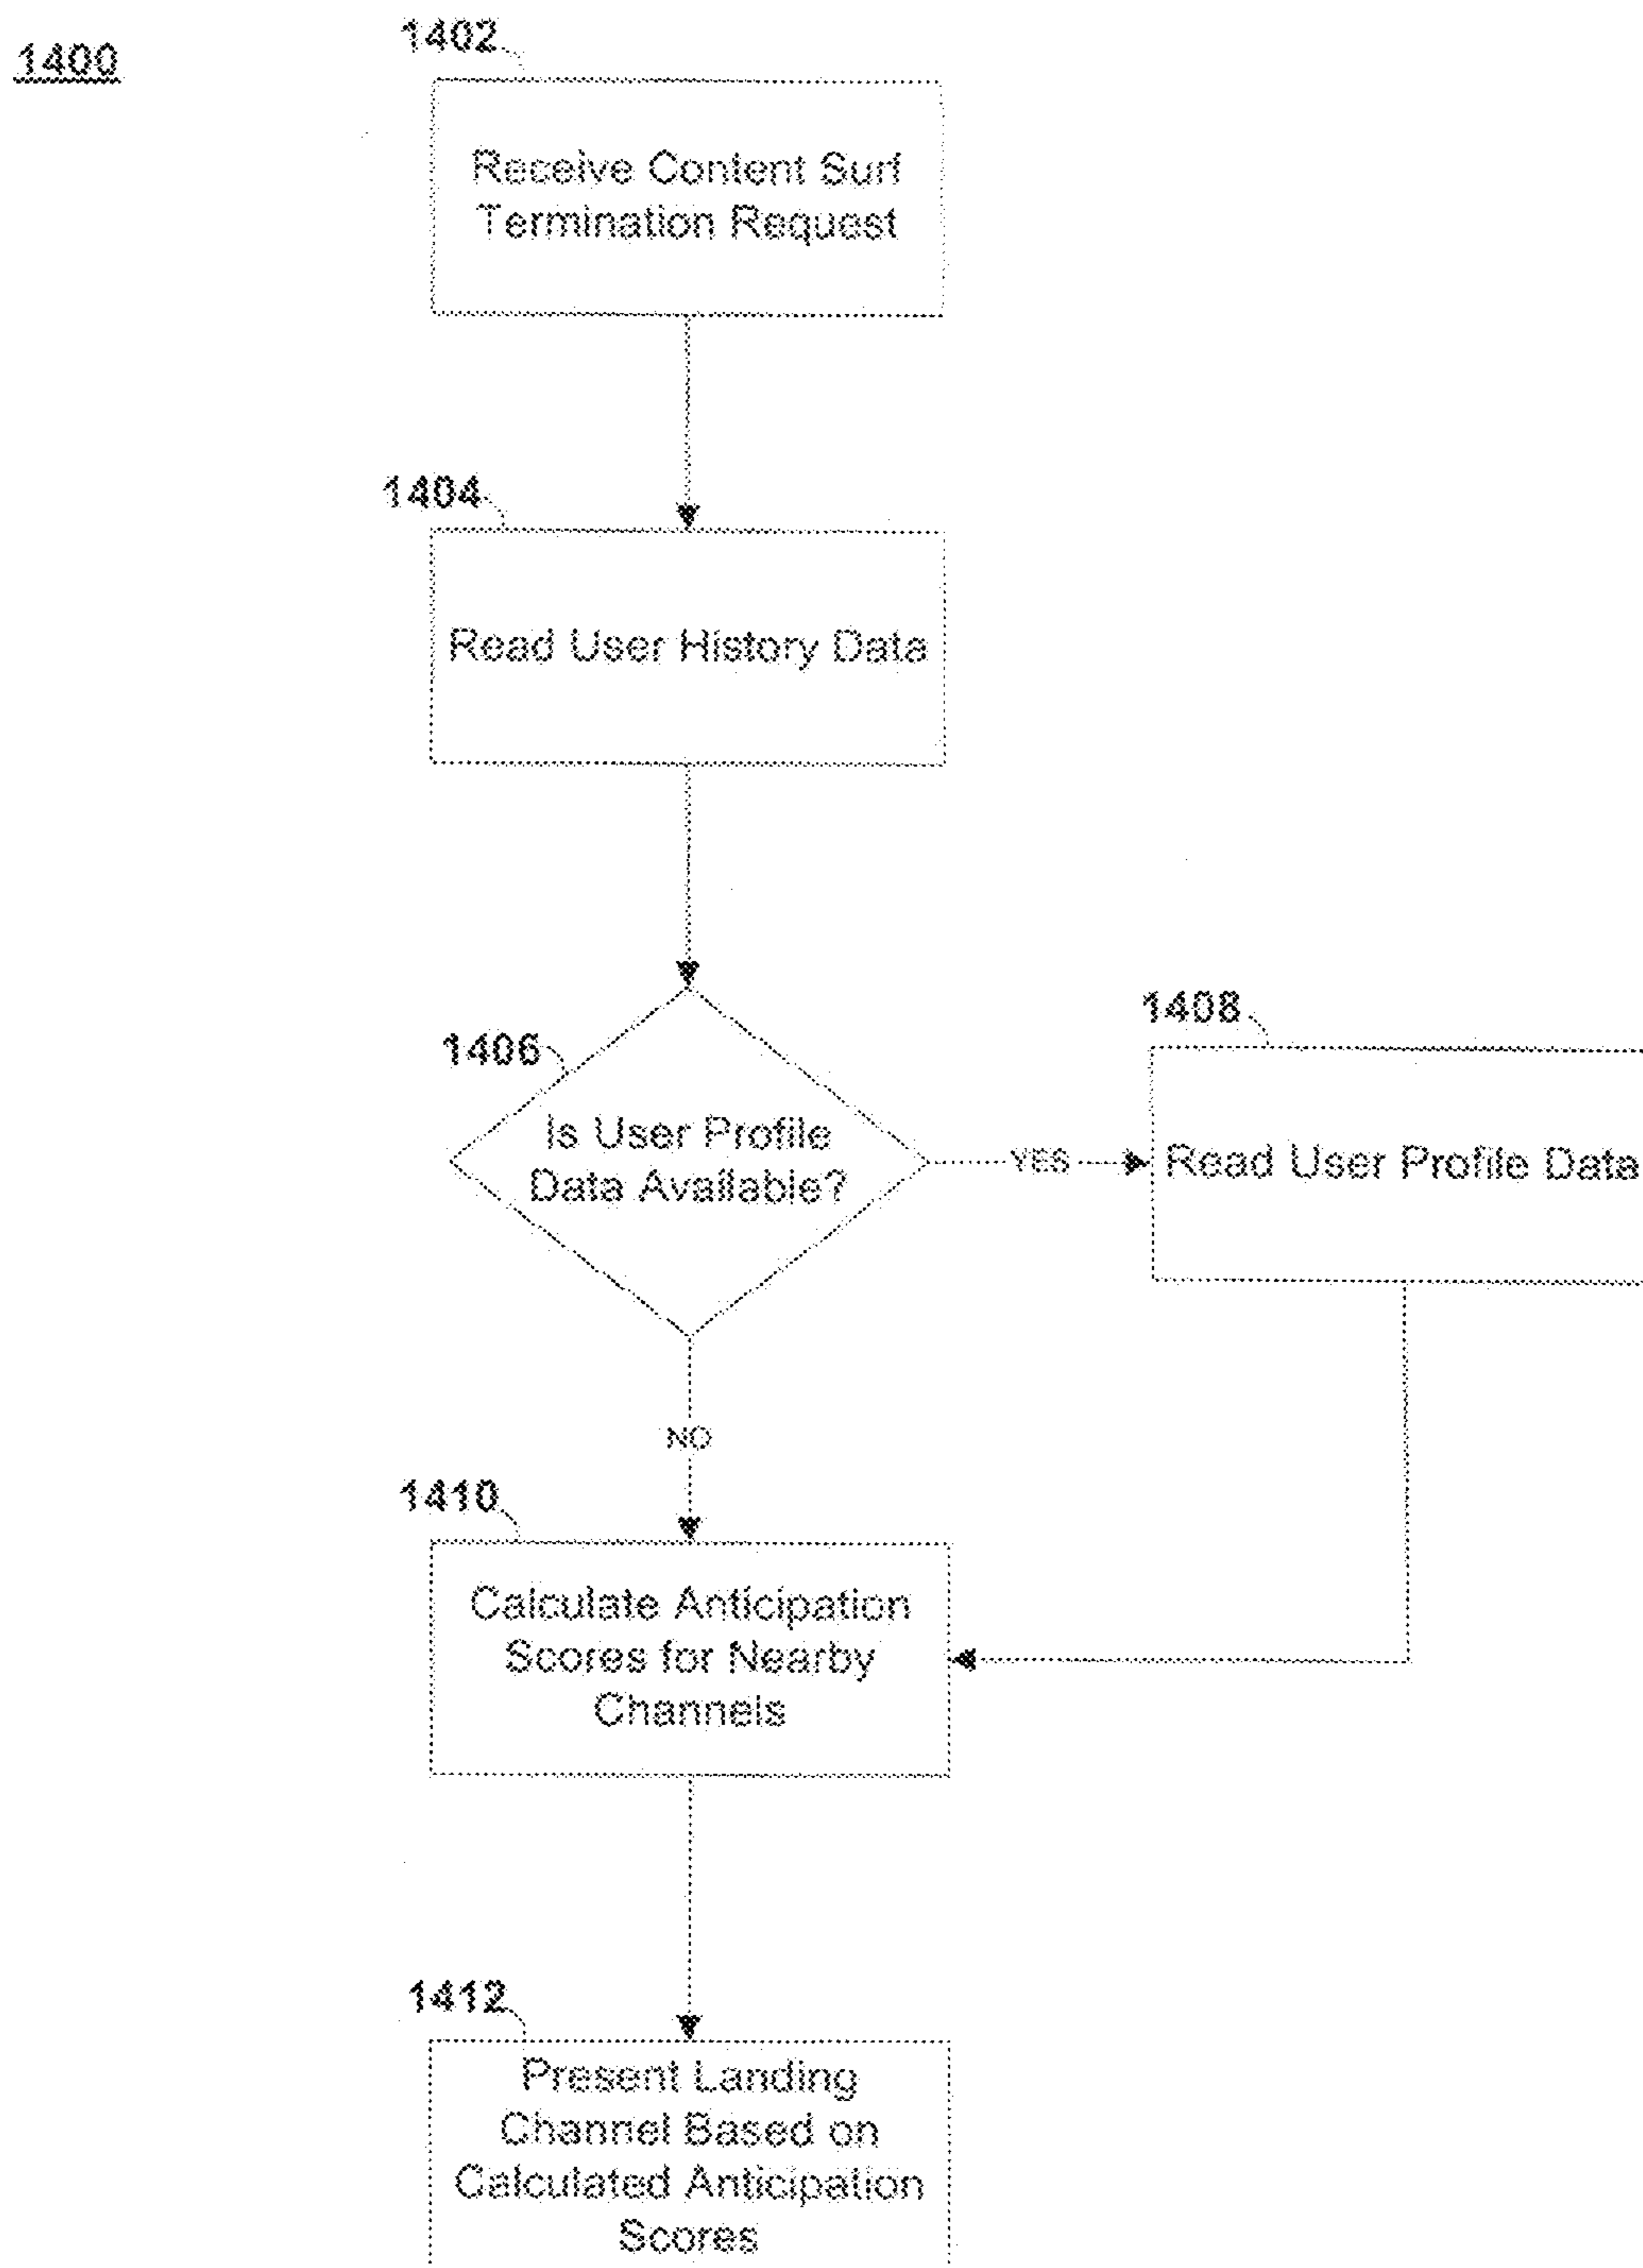 1400
1402
Receive Content Surf
Termination Request
1404
Read User History Data
1406
Is User Profile
Data Available?
YES
1408
Read User Profile Data
NO
1410
Calculate Anticipation
Scores for Nearby
Channels
1412
Present Landing
Channel Based on
Calculated Anticipation
Scores